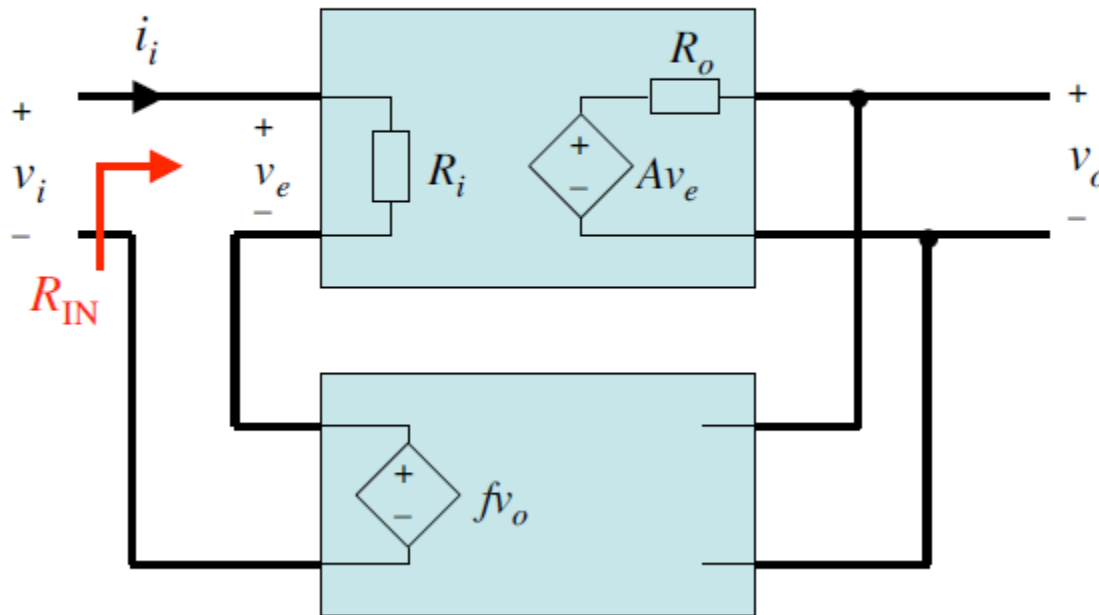 i_i
R_o
+
v_i
–
+
v_e
–
R_i
+
–
Av_e
+
v_o
–
R_IN
+
–
fv_o